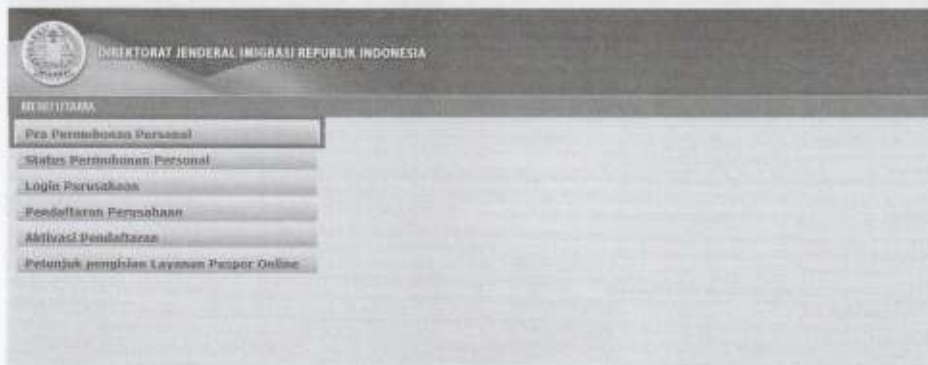 DIREKTORAT JENDERAL IMIGRASI REPUBLIK INDONESIA
MENU UTAMA
Pra Permohonan Personal
Status Permohonan Personal
Login Perusahaan
Pendaftaran Perusahaan
Aktivasi Pendaftaran
Petunjuk pengisian Layanan Paspor Online